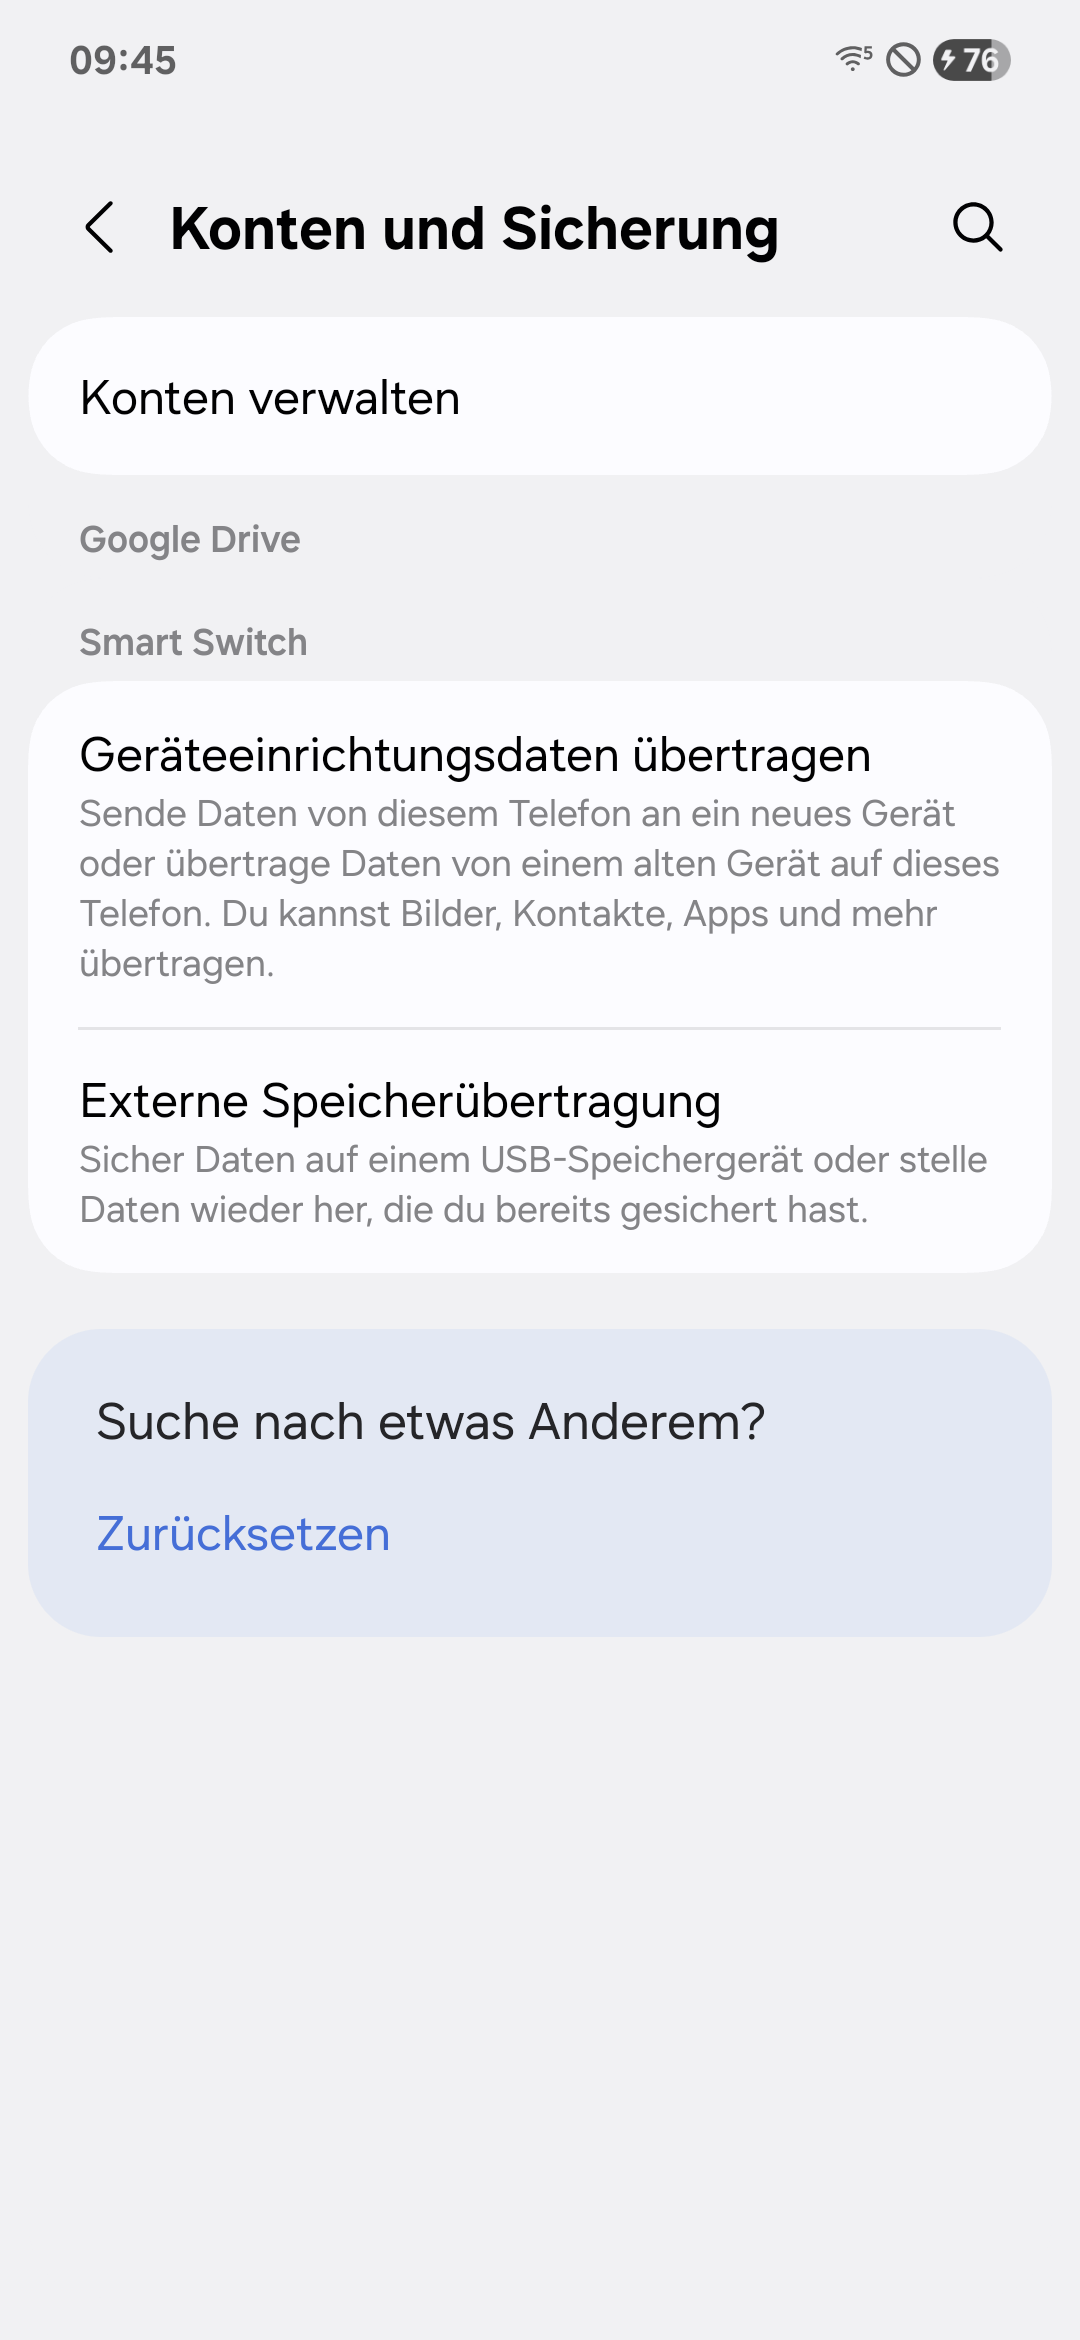 09:45
5
76
Konten und Sicherung
Konten verwalten
Google Drive
Smart Switch
Geräteeinrichtungsdaten übertragen
Sende Daten von diesem Telefon an ein neues Gerät
oder übertrage Daten von einem alten Gerät auf dieses
Telefon. Du kannst Bilder, Kontakte, Apps und mehr
übertragen.
Externe Speicherübertragung
Sicher Daten auf einem USB-Speichergerät oder stelle
Daten wieder her, die du bereits gesichert hast.
Suche nach etwas Anderem?
Zurücksetzen